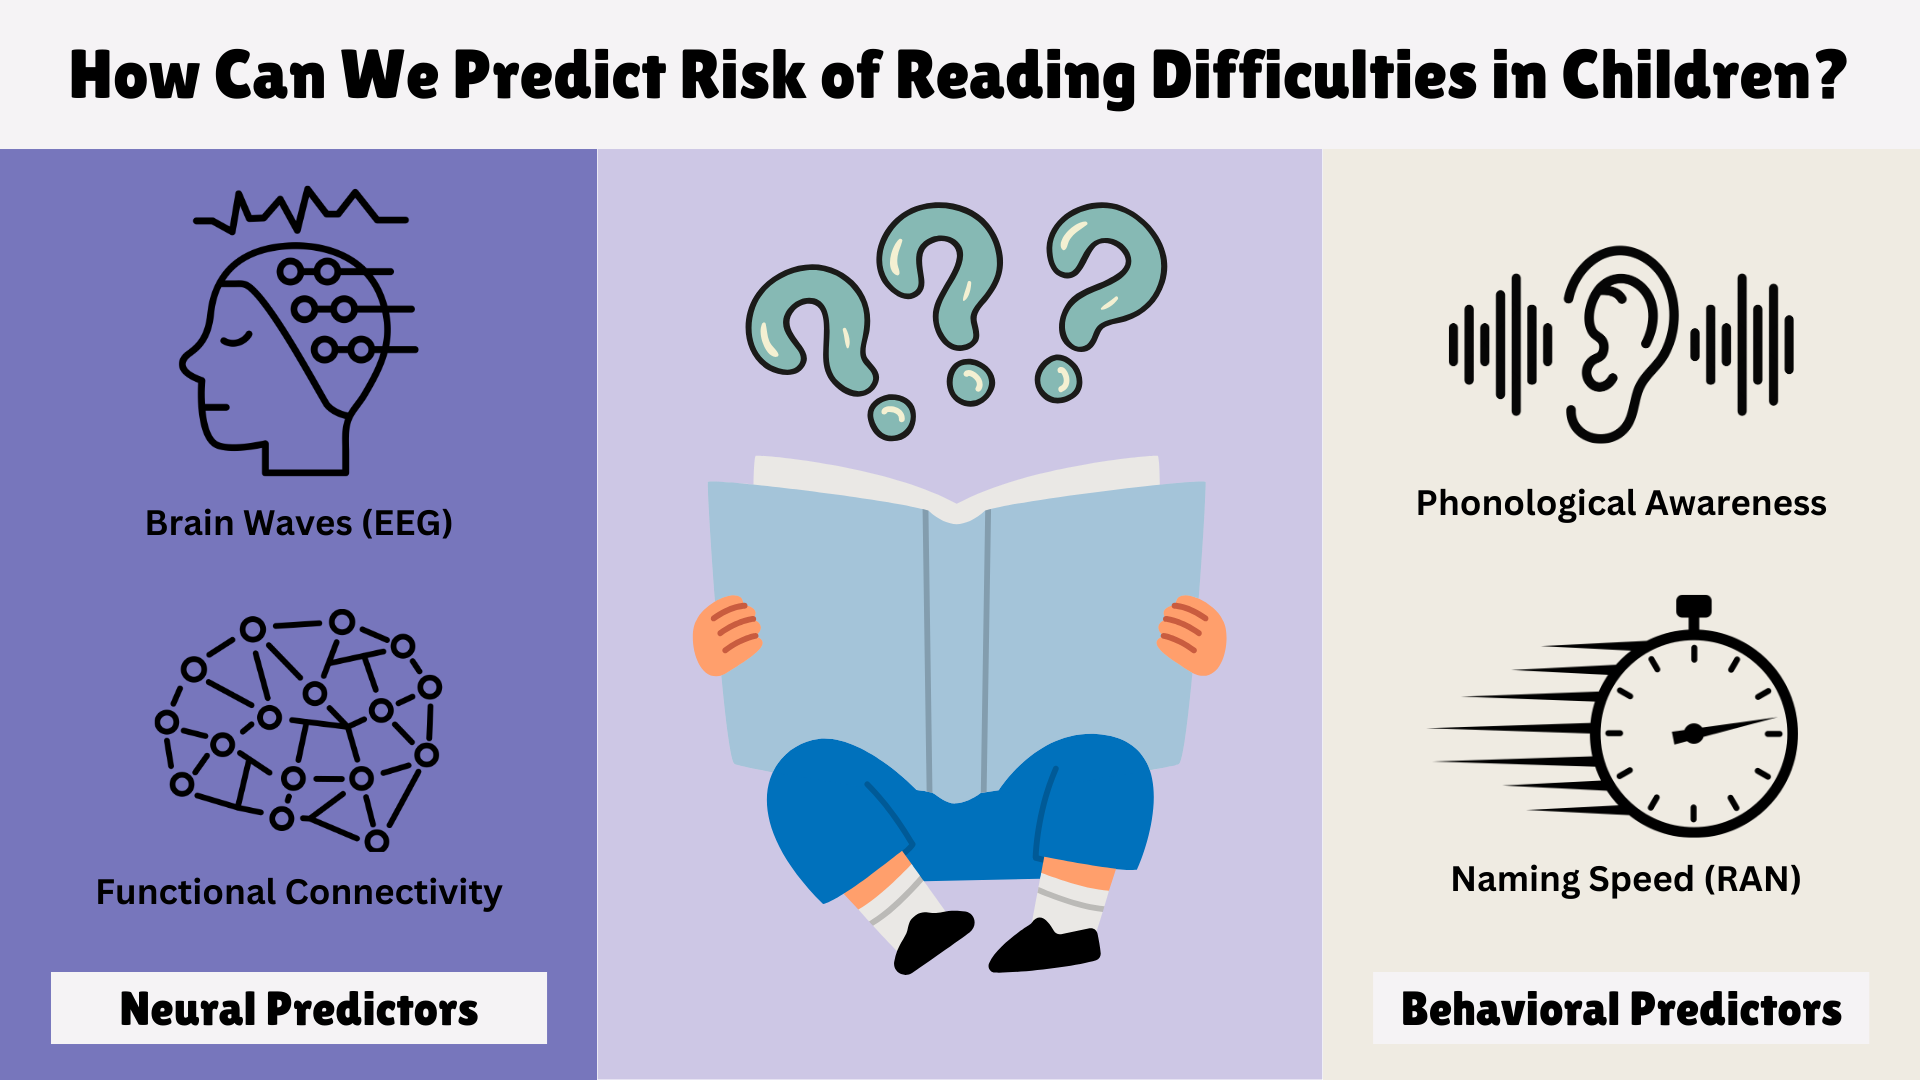 How Can We Predict Risk of Reading Difficulties in Children?
Brain Waves (EEG)
Functional Connectivity
Neural Predictors
Phonological Awareness
Naming Speed (RAN)
Behavioral Predictors